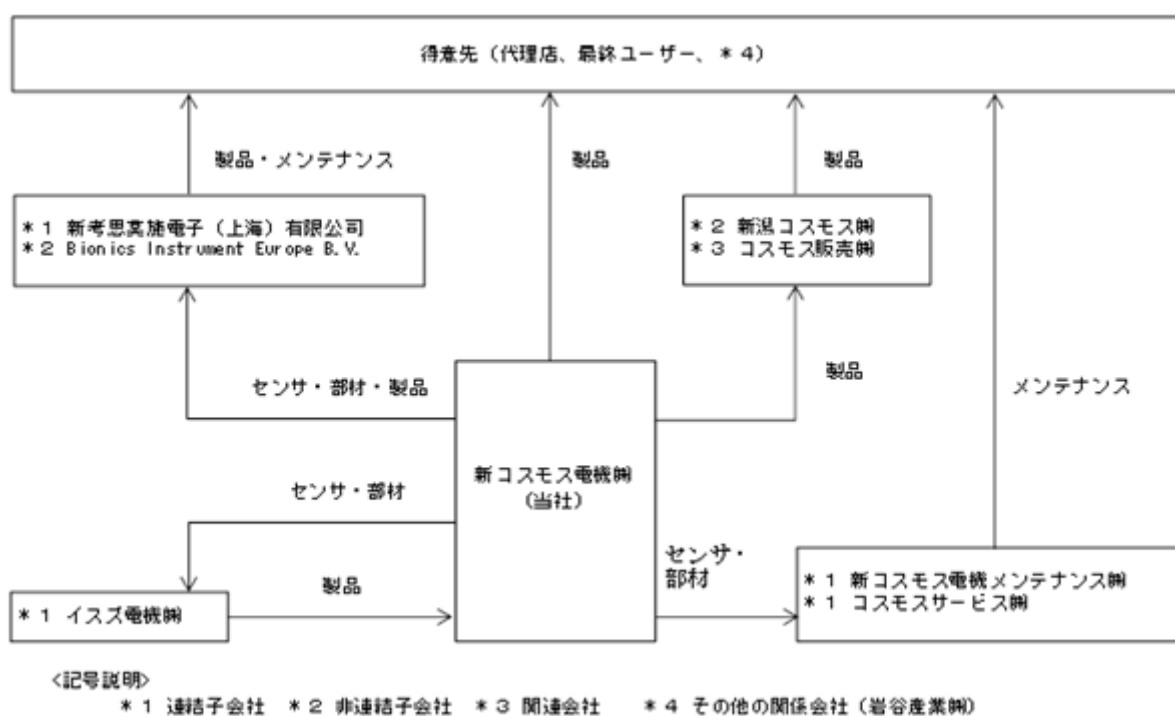 得意先（代理店、最終ユーザー、＊４）
製品・メンテナンス
製品
製品
＊１ 新考思莫施電子（上海）有限公司
＊２ Bionics Instrument Europe B.V.
＊２ 新潟コスモス㈱
＊３ コスモス販売㈱
センサ・部材・製品
製品
メンテナンス
新コスモス電機㈱
（当社）
センサ・部材
センサ・
部材
製品
＊１ イスズ電機㈱
＊１ 新コスモス電機メンテナンス㈱
＊１ コスモスサービス㈱
<記号説明>
＊１ 連結子会社 ＊２ 非連結子会社 ＊３ 関連会社 ＊４ その他の関係会社（岩谷産業㈱）